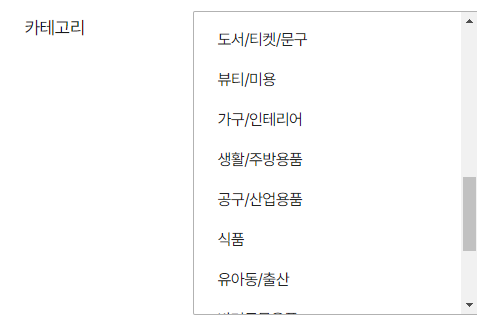 카테고리
도서/티켓/문구
뷰티/미용
가구/인테리어
생활/주방용품
공구/산업용품
식품
유아동/출산